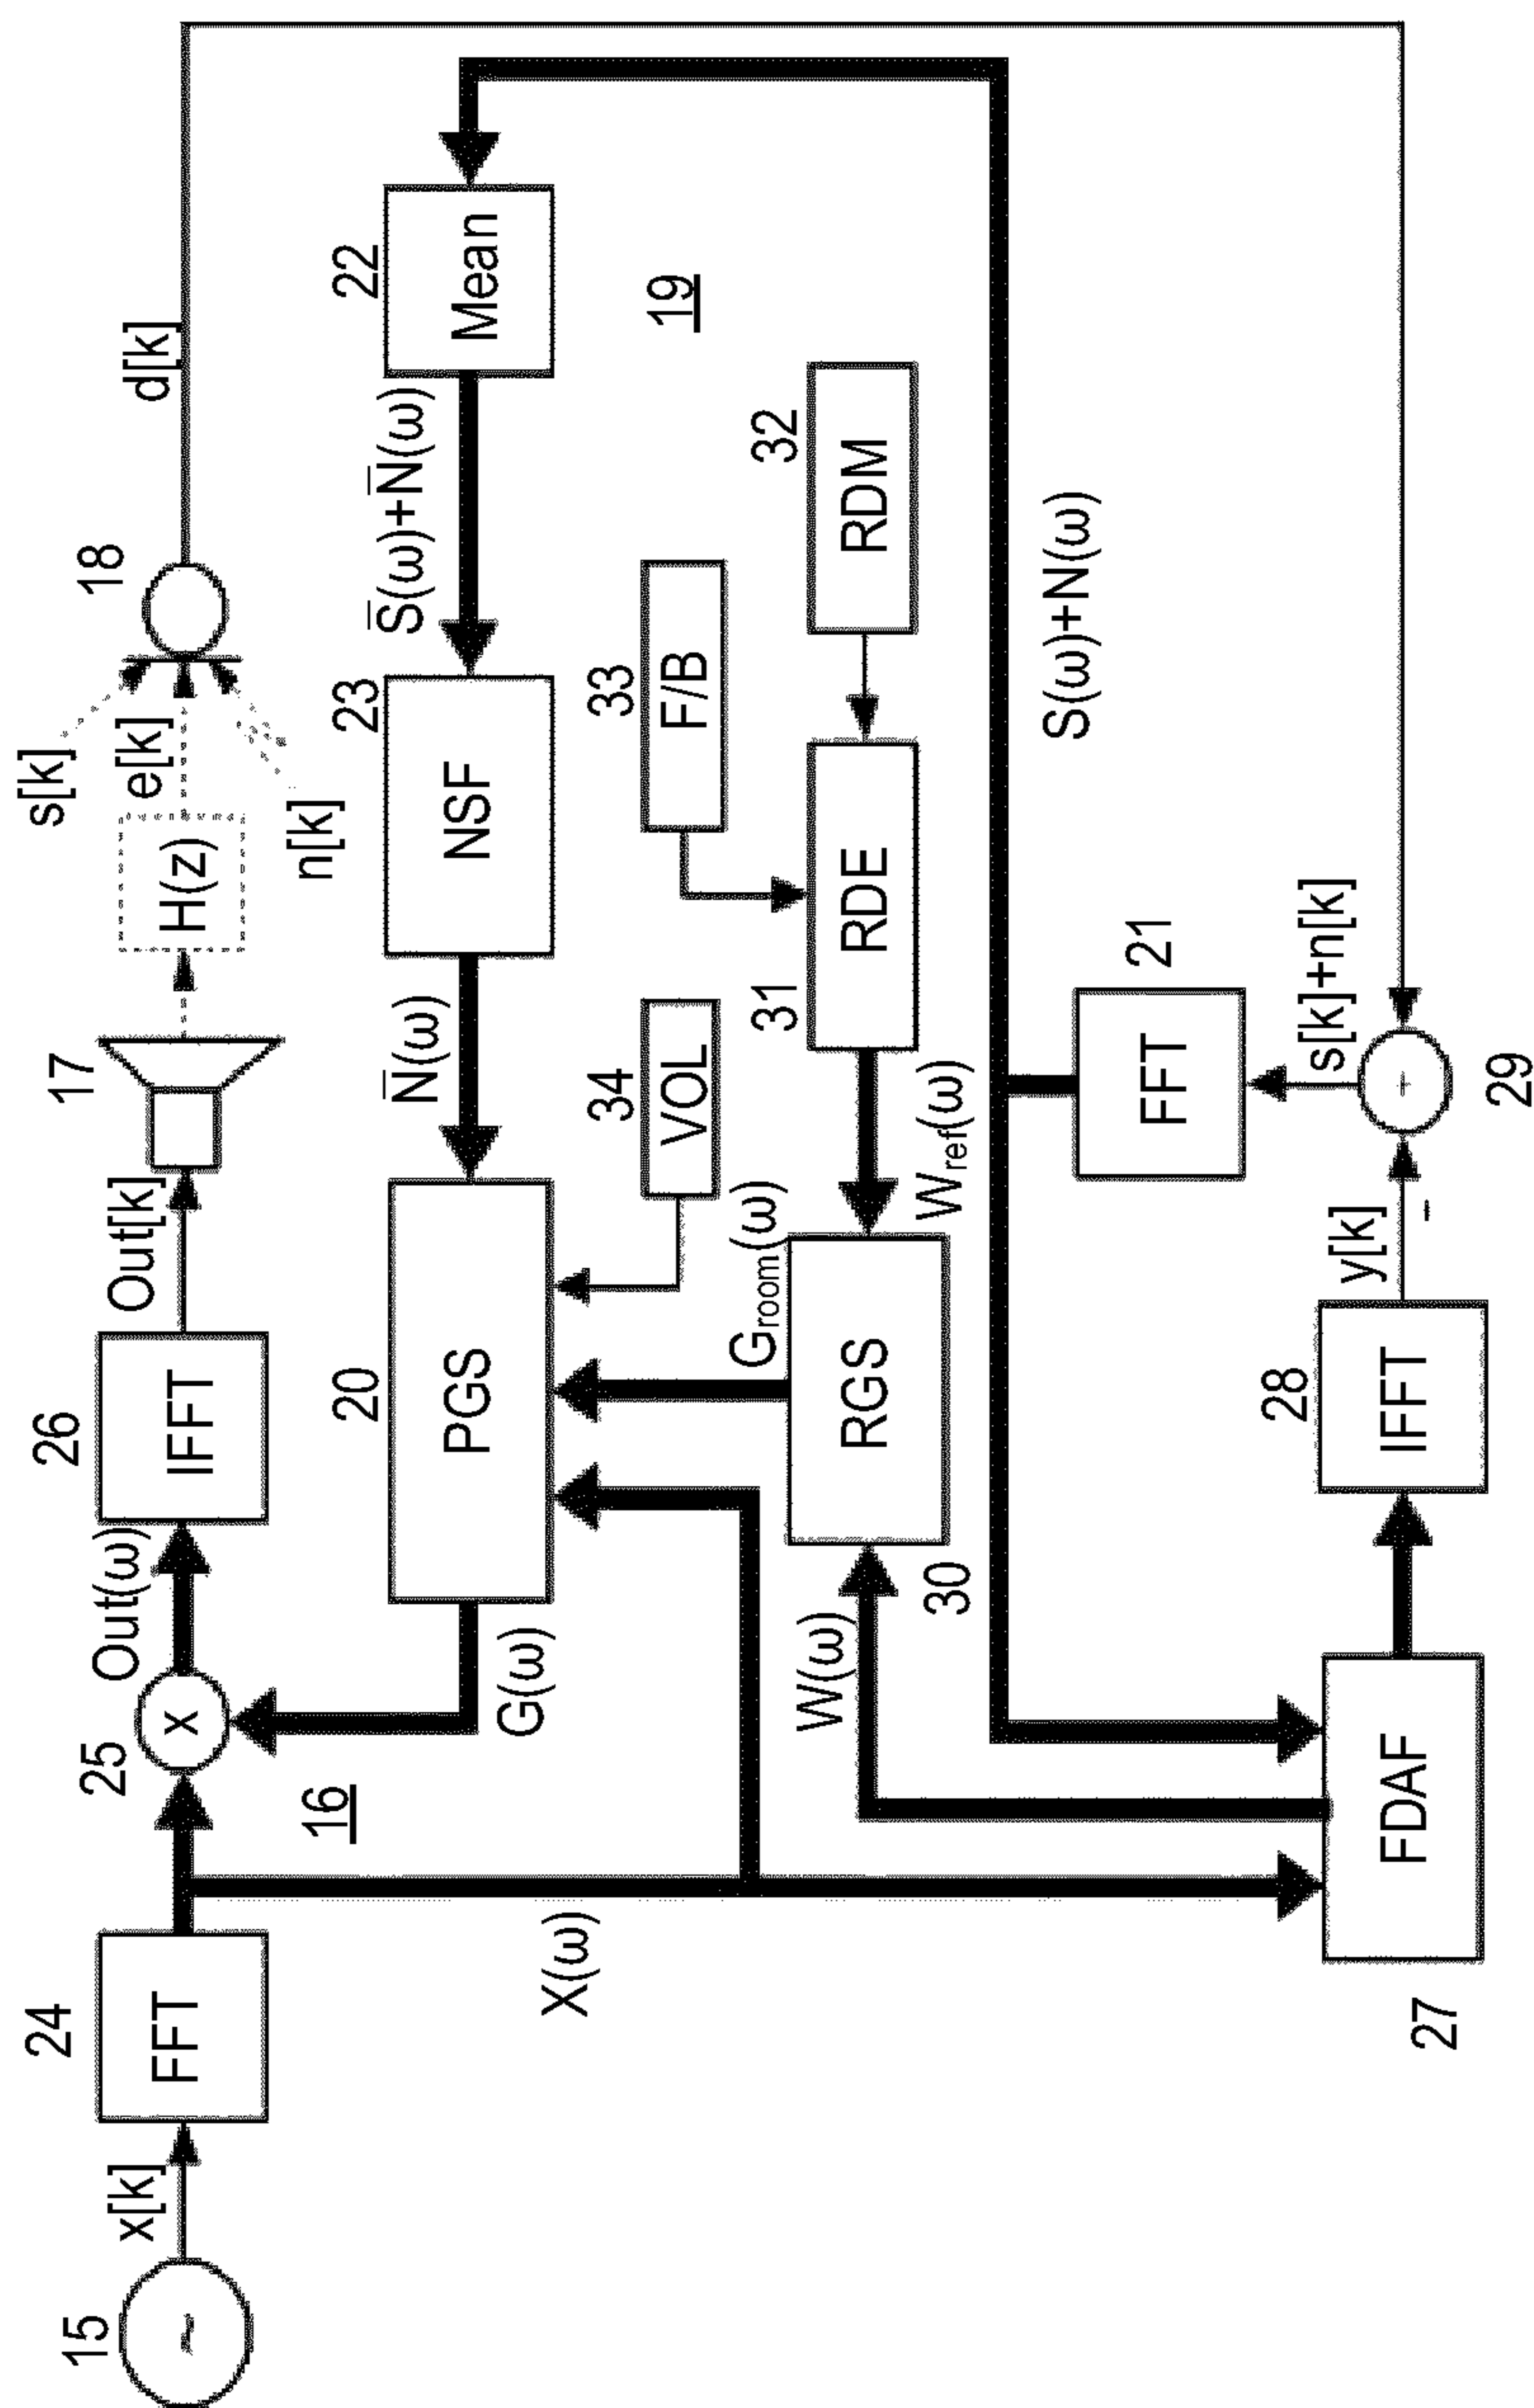 15
x[k]
24
FFT
25
X
Out(ω)
26
IFFT
Out[k]
17
H(z)
s[k]
e[k]
n[k]
18
d[k]
16
G(ω)
20
PGS
N̅(ω)
23
NSF
S̅(ω)+N̅(ω)
22
Mean
19
34
VOL
33
F/B
32
RDM
X(ω)
W(ω)
30
RGS
G_room(ω)
W_ref(ω)
31
RDE
S(ω)+N(ω)
21
FFT
s[k]+n[k]
27
FDAF
28
IFFT
y[k]
-
+
29
~